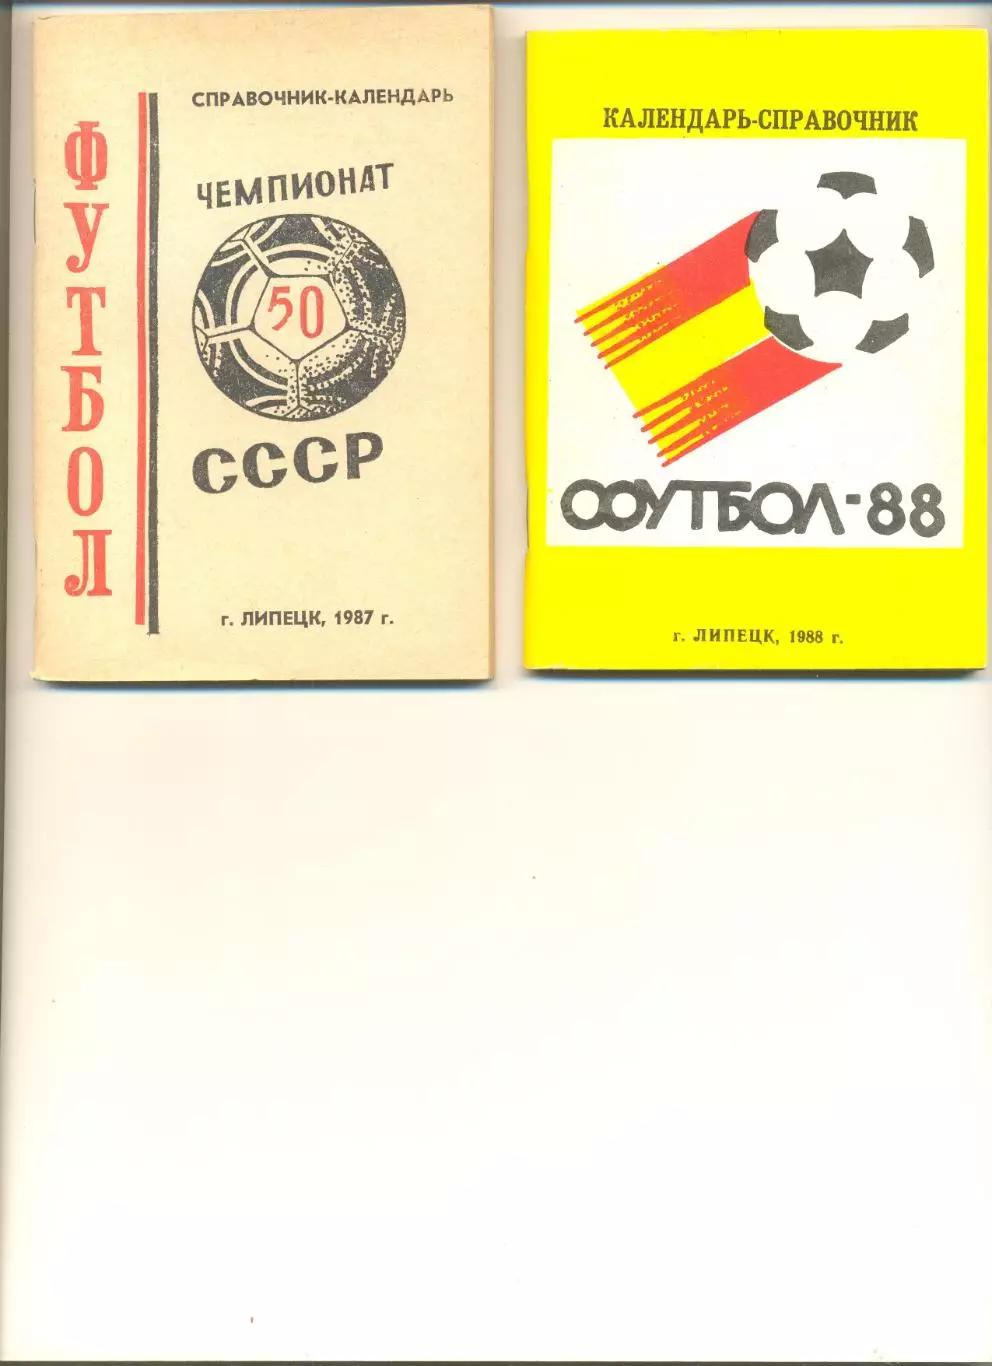 ФУТБОЛ
СПРАВОЧНИК-КАЛЕНДАРЬ
ЧЕМПИОНАТ
50
СССР
г. ЛИПЕЦК, 1987 г.
КАЛЕНДАРЬ-СПРАВОЧНИК
ФУТБОЛ-88
г. ЛИПЕЦК, 1988 г.